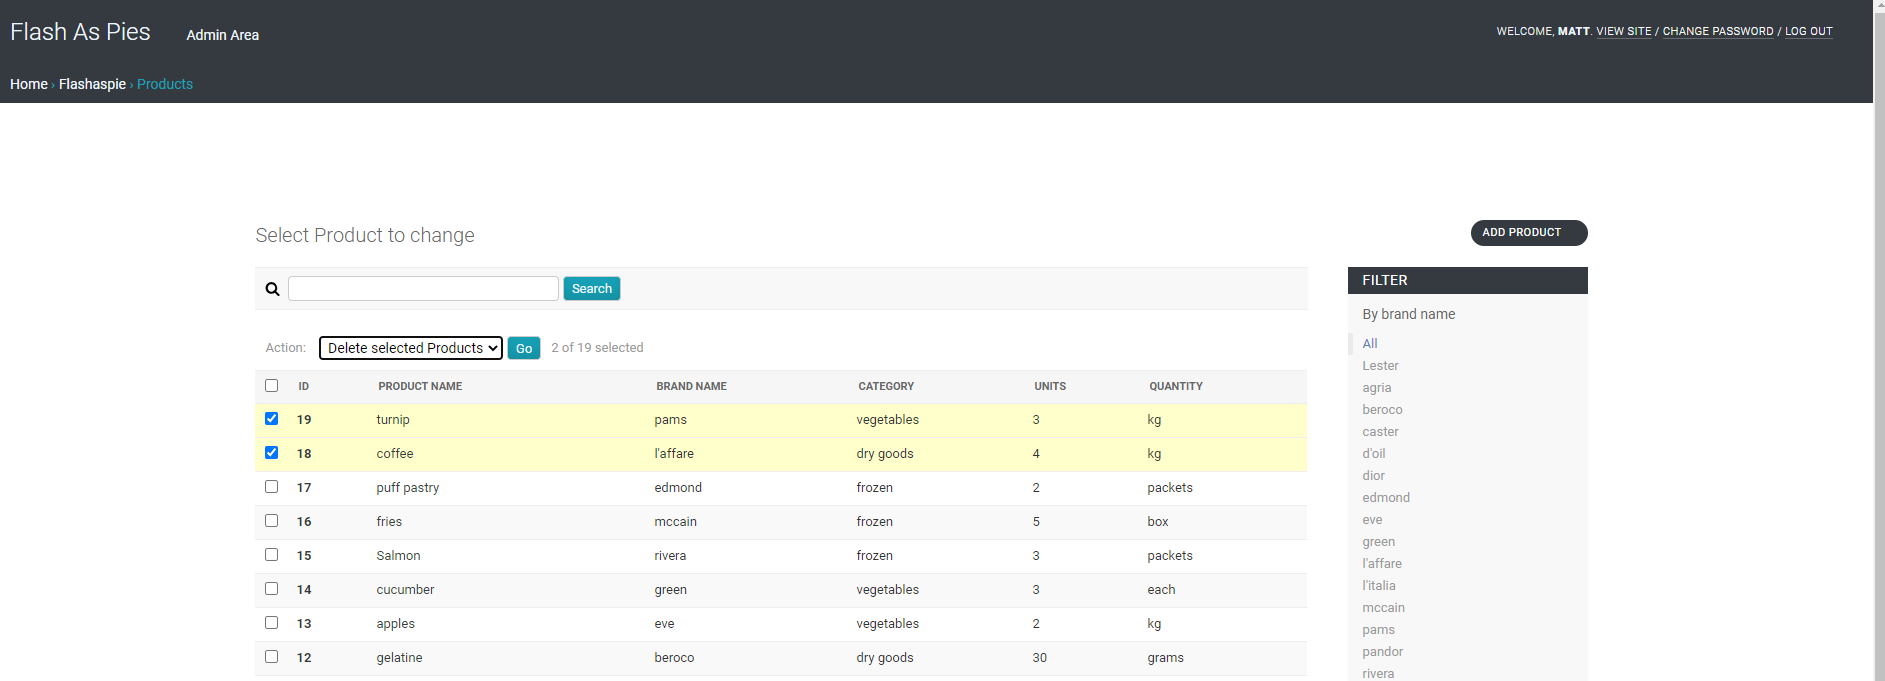 Flash As Pies Admin Area WELCOME, MATT. VIEW SITE / CHANGE PASSWORD / LOG OUT
Home › Flashaspie › Products
Select Product to change
ADD PRODUCT
Search
Action: Delete selected Products Go 2 of 19 selected
ID PRODUCT NAME BRAND NAME CATEGORY UNITS QUANTITY
19 turnip pams vegetables 3 kg
18 coffee l'affare dry goods 4 kg
17 puff pastry edmond frozen 2 packets
16 fries mccain frozen 5 box
15 Salmon rivera frozen 3 packets
14 cucumber green vegetables 3 each
13 apples eve vegetables 2 kg
12 gelatine beroco dry goods 30 grams
FILTER
By brand name
All
Lester
agria
beroco
caster
d'oil
dior
edmond
eve
green
l'affare
l'italia
mccain
pams
pandor
rivera